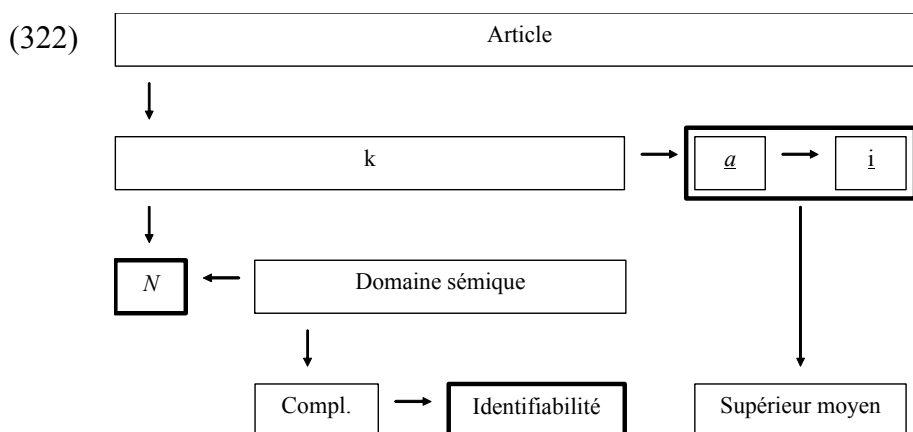 (322) Article
k a i
N Domaine sémique
Compl. Identifiabilité Supérieur moyen